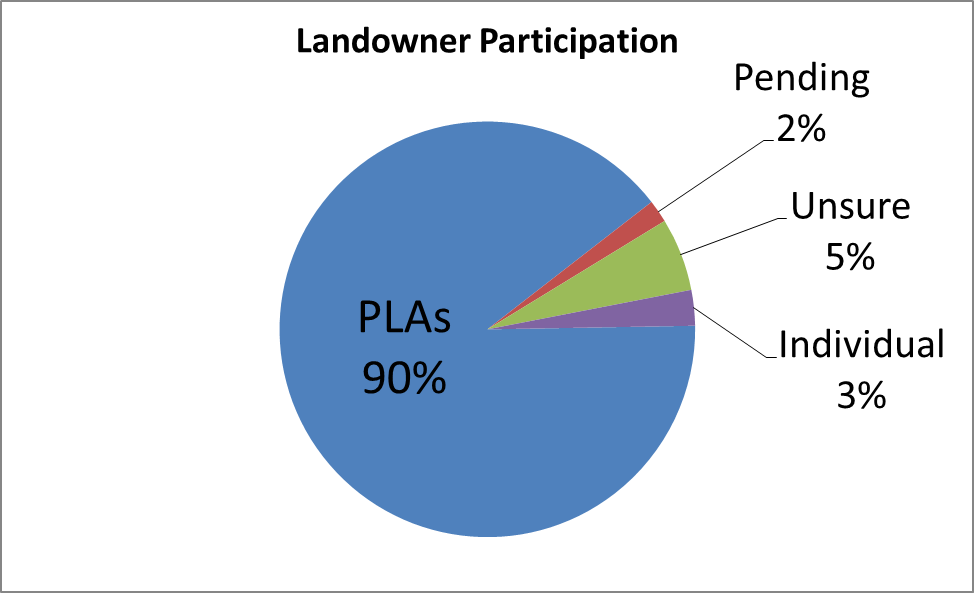 Landowner Participation
Pending
2%
Unsure
5%
PLAs
90%
Individual
3%